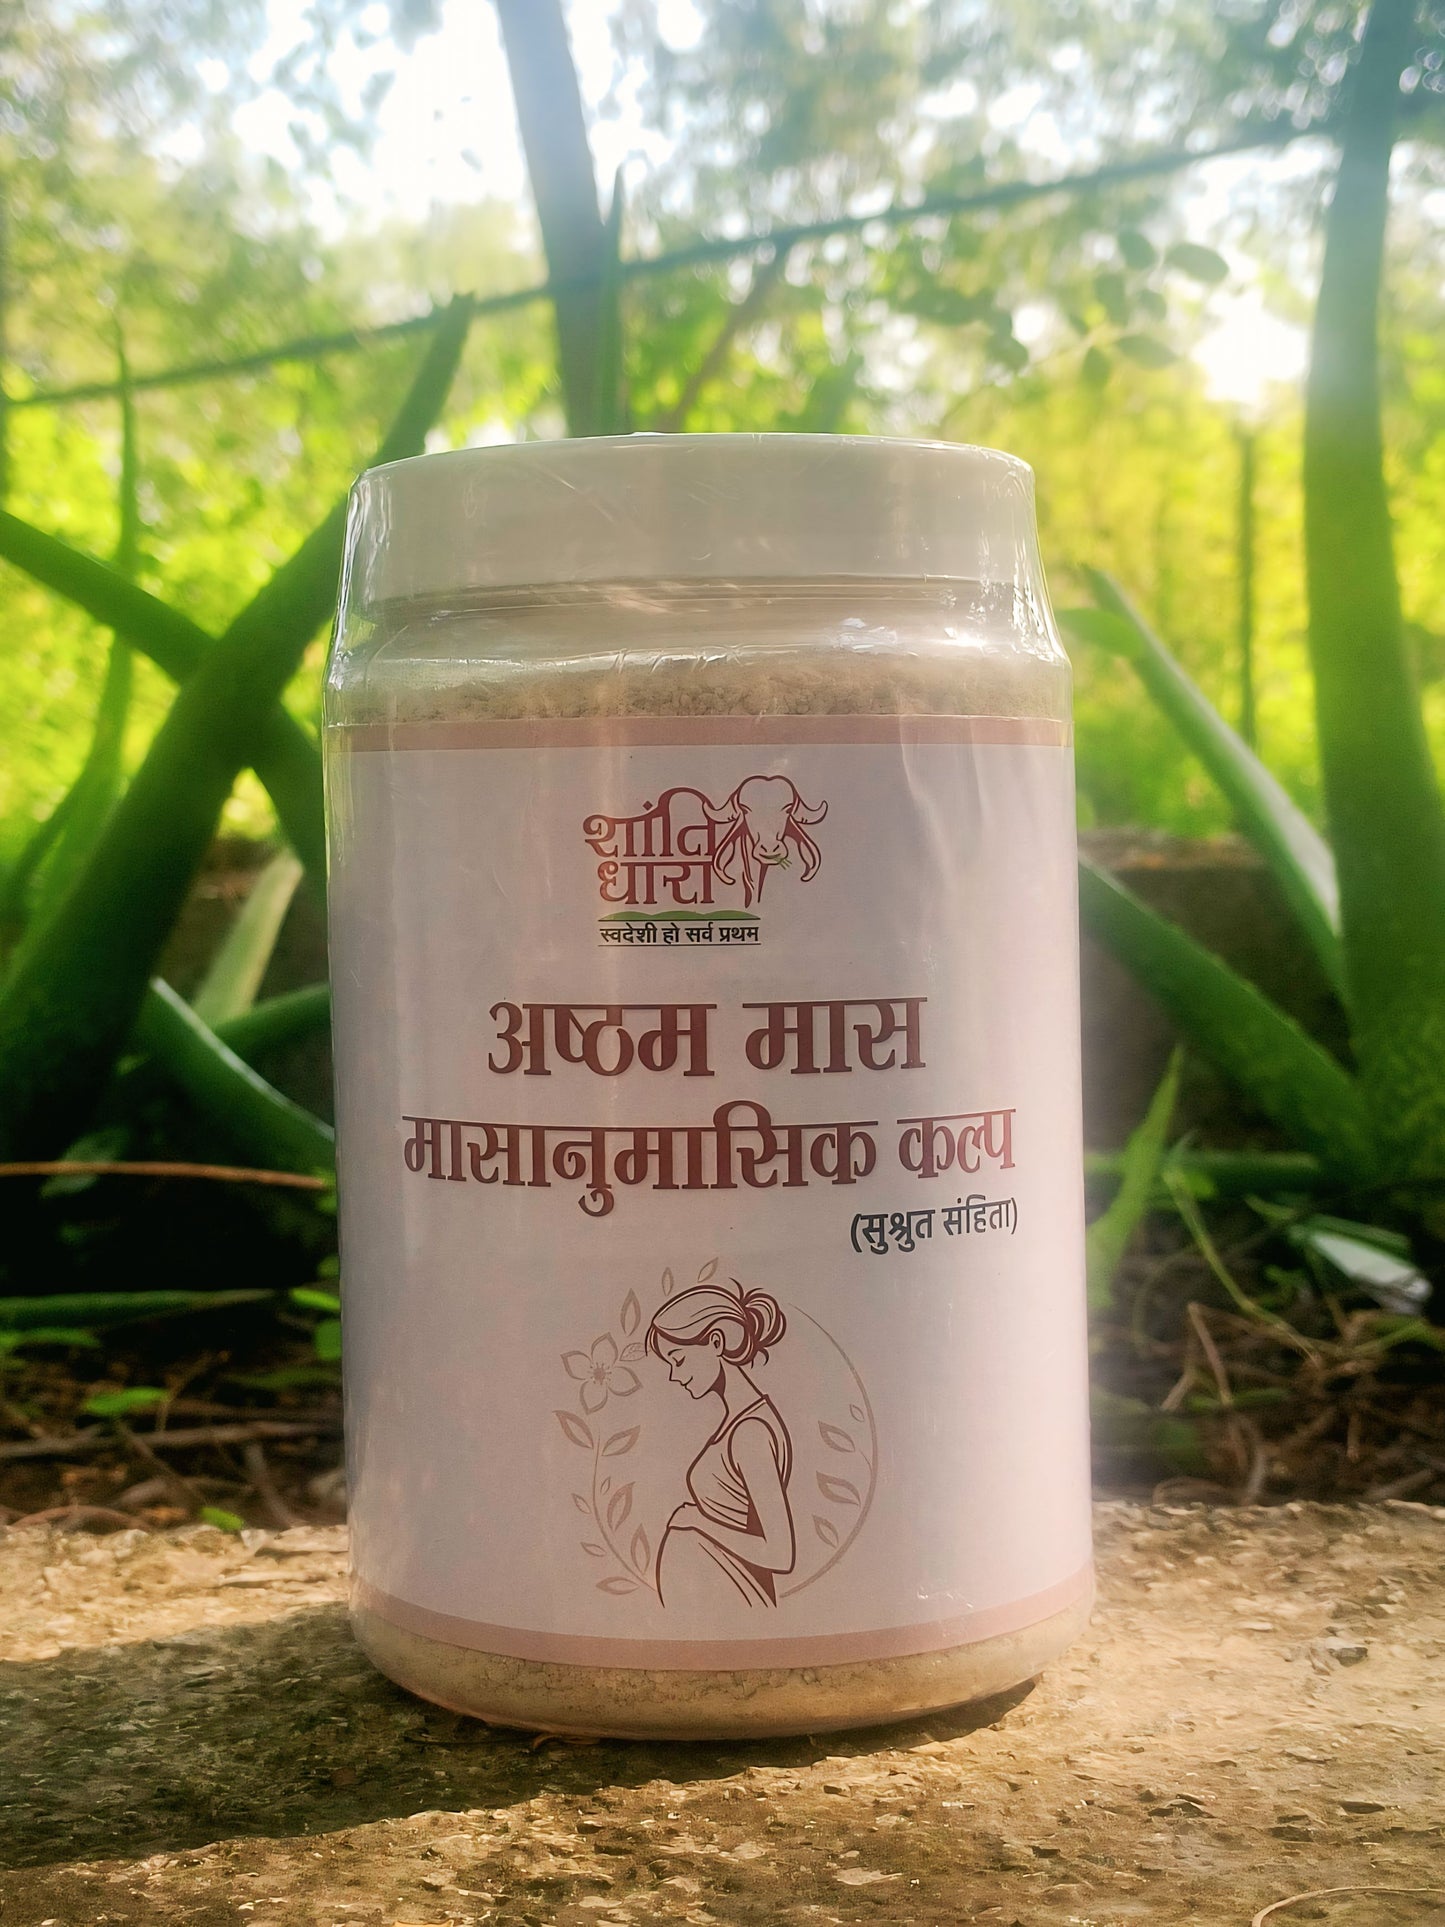 शांति
धारा
स्वदेशी हो सर्व प्रथम
अष्ठम मास
मासानुमासिक कल्प
(सुश्रुत संहिता)